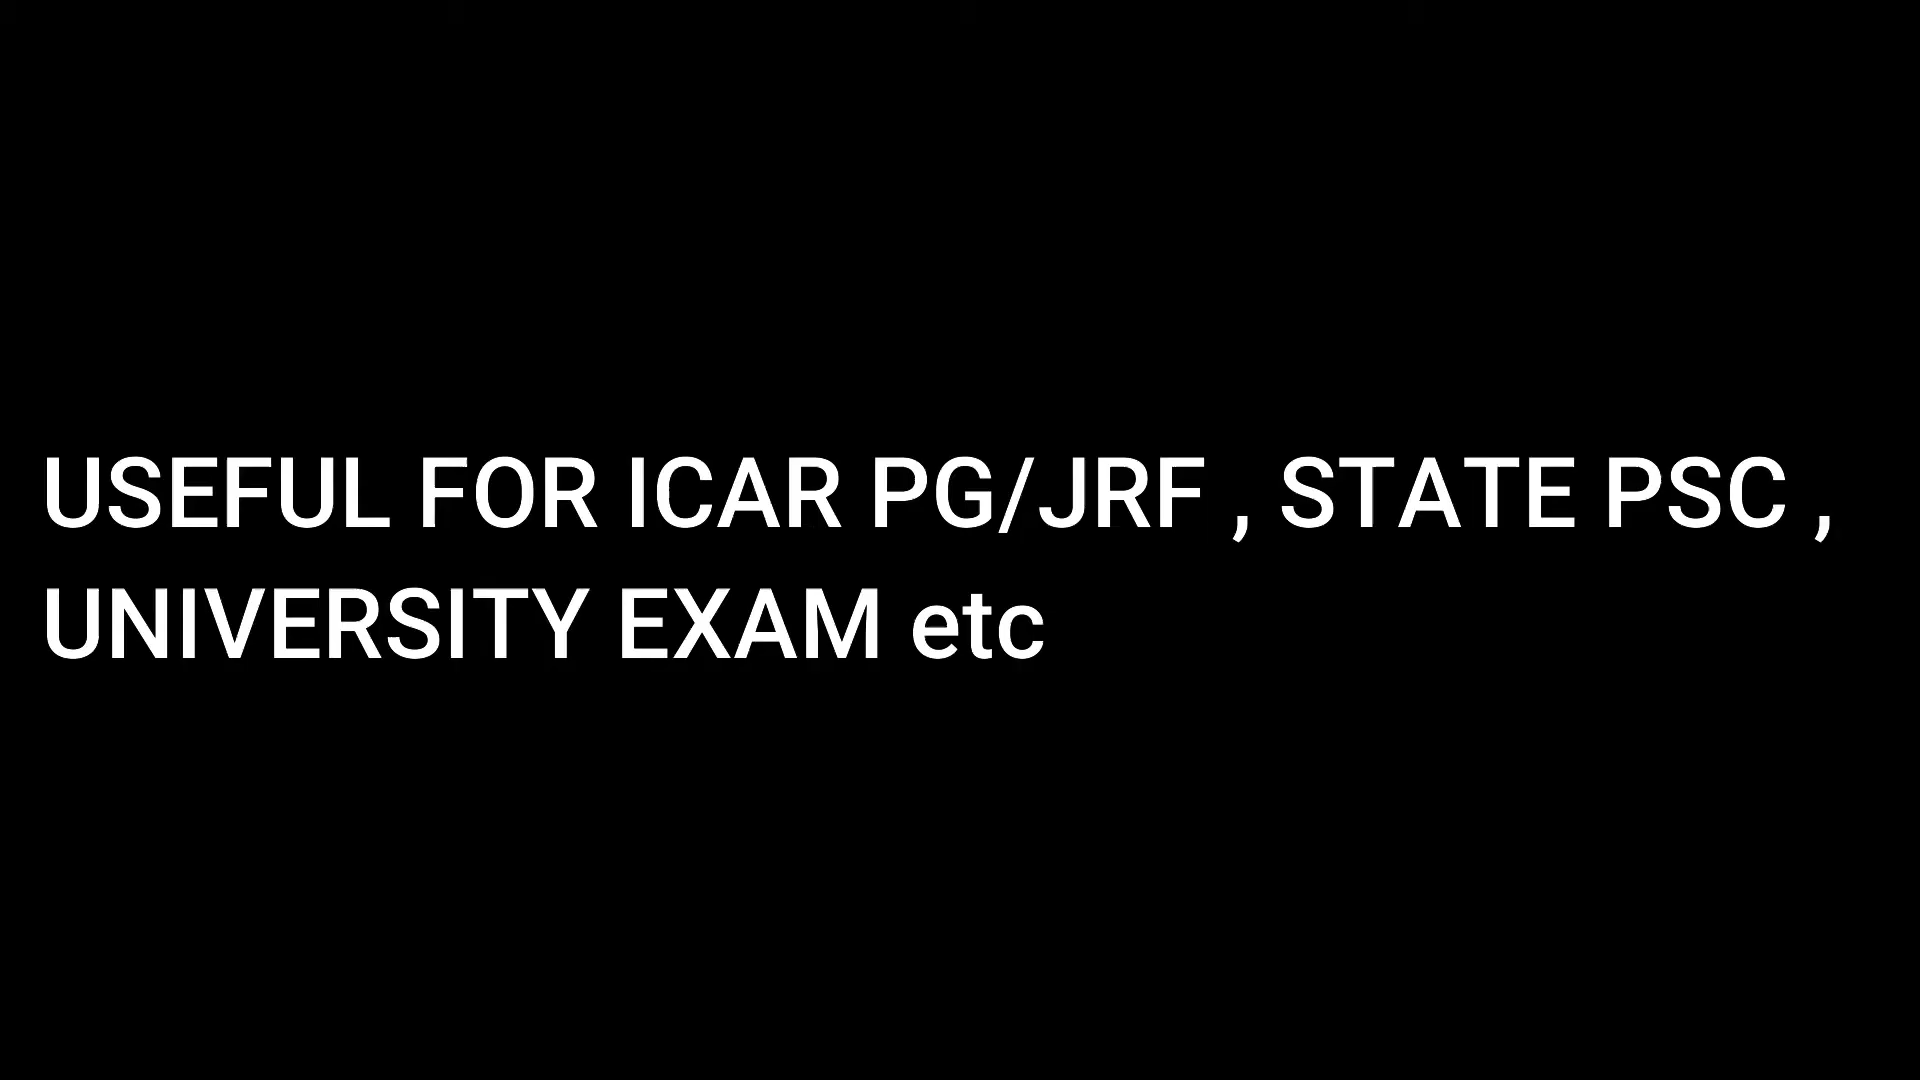 USEFUL FOR ICAR PG/JRF , STATE PSC ,
UNIVERSITY EXAM etc